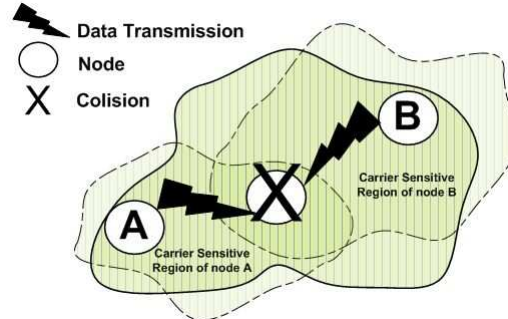 Data Transmission
Node
X Colision
B
X
Carrier Sensitive
Region of node B
A
Carrier Sensitive
Region of node A